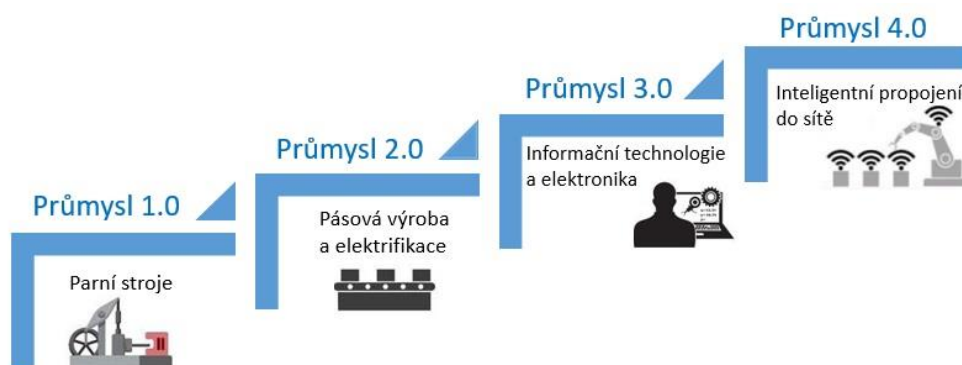 Průmysl 1.0
Parní stroje
Průmysl 2.0
Pásová výroba
a elektrifikace
Průmysl 3.0
Informační technologie
a elektronika
Průmysl 4.0
Inteligentní propojení
do sítě